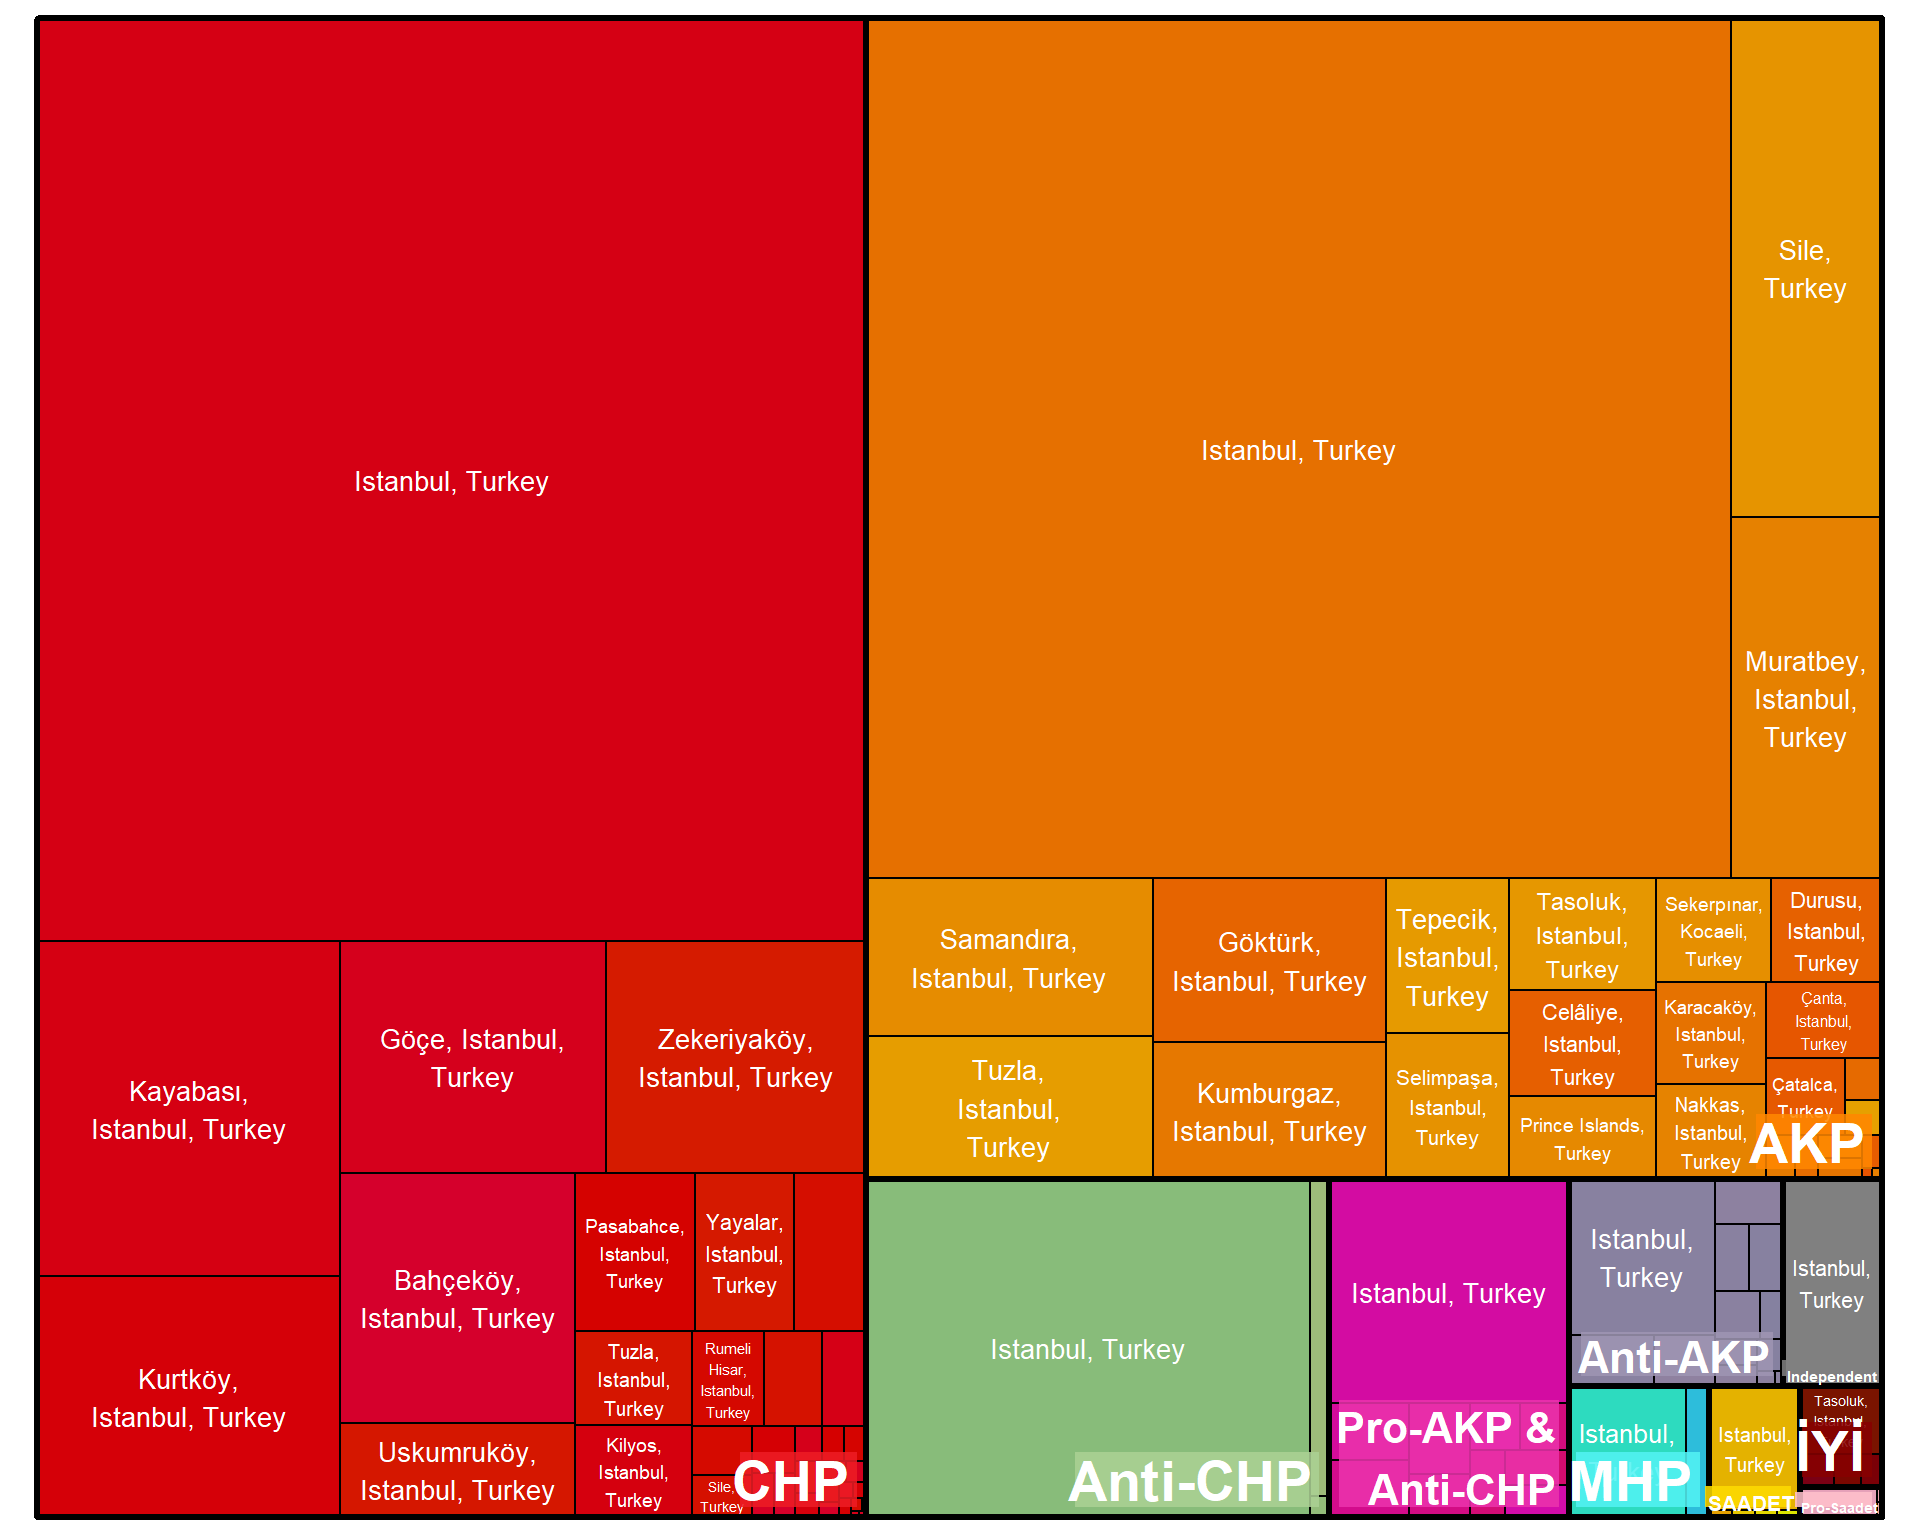 Istanbul, Turkey
Kayabası,
Istanbul, Turkey
Kurtköy,
Istanbul, Turkey
Göçe, Istanbul,
Turkey
Zekeriyaköy,
Istanbul, Turkey
Bahçeköy,
Istanbul, Turkey
Uskumruköy,
Istanbul, Turkey
Pasabahce,
Istanbul,
Turkey
Yayalar,
Istanbul,
Turkey
Tuzla,
Istanbul,
Turkey
Rumeli
Hisar,
Istanbul,
Turkey
Kilyos,
Istanbul,
Turkey
Sile,
Turkey
CHP
Istanbul, Turkey
Sile,
Turkey
Muratbey,
Istanbul,
Turkey
Samandıra,
Istanbul, Turkey
Tuzla,
Istanbul,
Turkey
Göktürk,
Istanbul, Turkey
Kumburgaz,
Istanbul, Turkey
Tepecik,
Istanbul,
Turkey
Selimpaşa,
Istanbul,
Turkey
Tasoluk,
Istanbul,
Turkey
Celâliye,
Istanbul,
Turkey
Prince Islands,
Turkey
Sekerpınar,
Kocaeli,
Turkey
Durusu,
Istanbul,
Turkey
Karacaköy,
Istanbul,
Turkey
Çanta,
Istanbul,
Turkey
Nakkas,
Istanbul,
Turkey
Çatalca,
Turkey
AKP
Istanbul, Turkey
Anti-CHP
Istanbul, Turkey
Pro-AKP &
Anti-CHP
Istanbul,
Turkey
Anti-AKP
Istanbul,
Turkey
Independent
Istanbul,
MHP
Istanbul,
Turkey
SAADET
Tasoluk,
Istanbul,
İYİ
Pro-Saadet